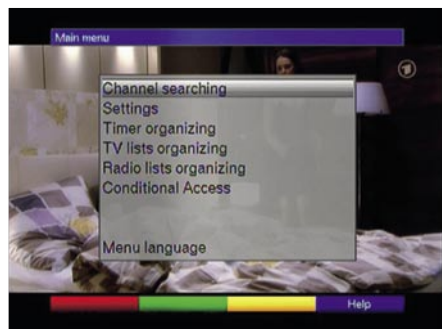 Main menu
Channel searching
Settings
Timer organizing
TV lists organizing
Radio lists organizing
Conditional Access
Menu language
Help